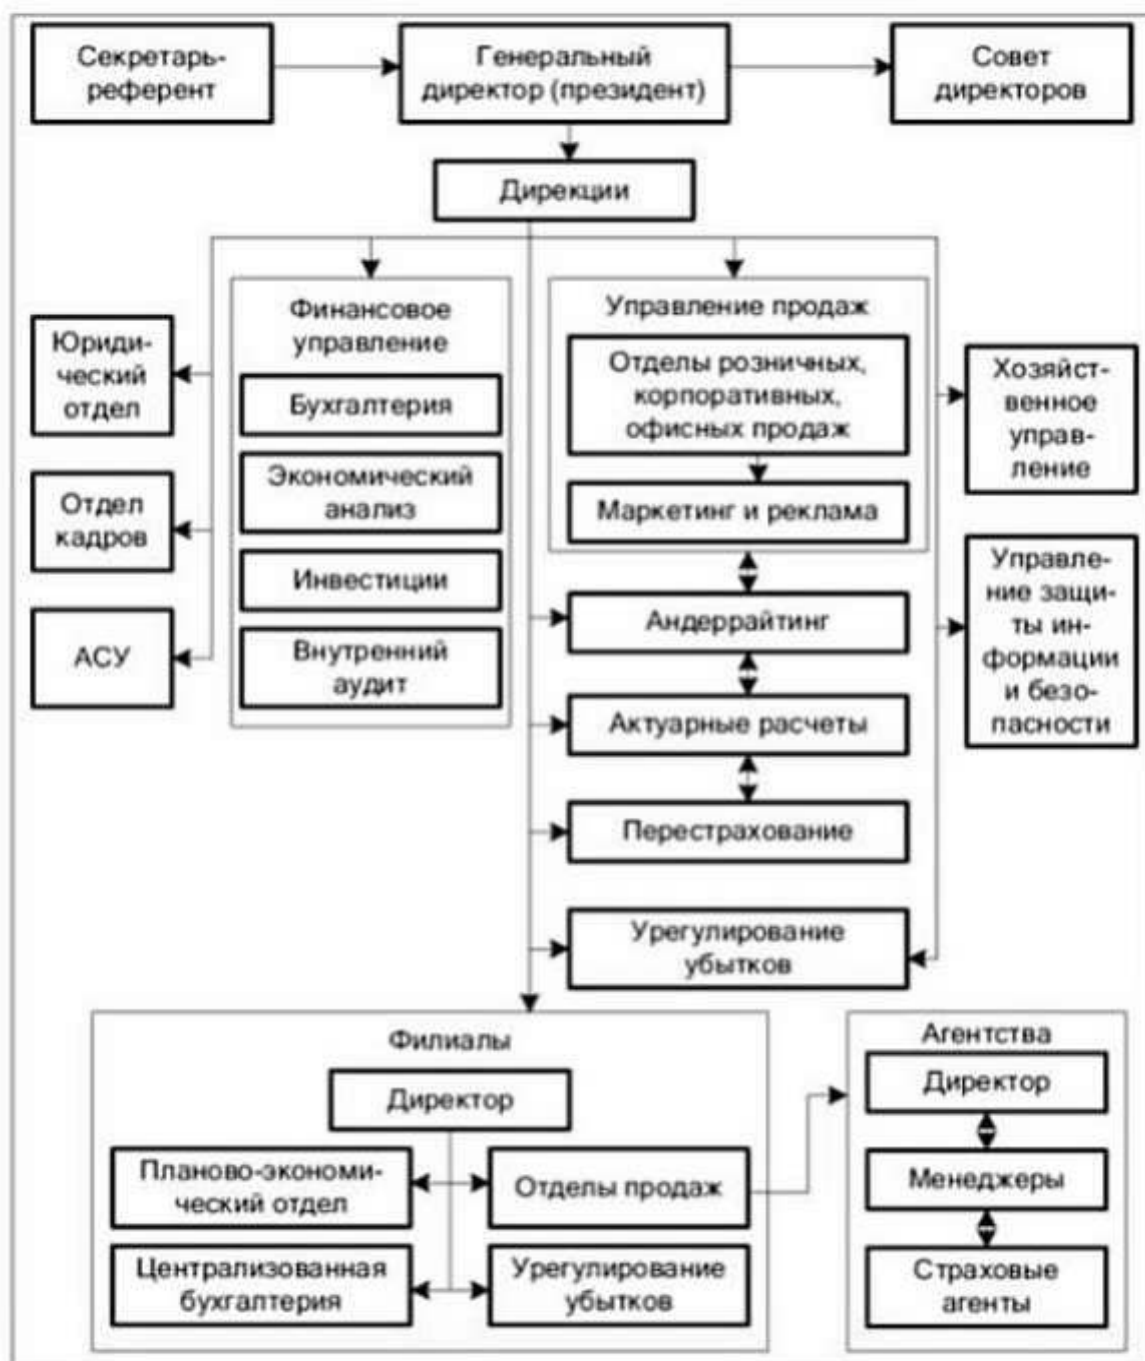 Секретарь-
референт
Генеральный
директор (президент)
Совет
директоров
Дирекции
Юриди-
ческий
отдел
Отдел
кадров
АСУ
Финансовое
управление
Бухгалтерия
Экономический
анализ
Инвестиции
Внутренний
аудит
Управление продаж
Отделы розничных,
корпоративных,
офисных продаж
Маркетинг и реклама
Андеррайтинг
Актуарные расчеты
Перестрахование
Урегулирование
убытков
Хозяйст-
венное
управ-
ление
Управле-
ние защи-
ты ин-
формации
и безо-
пасности
Филиалы
Директор
Планово-экономи-
ческий отдел
Отделы продаж
Централизованная
бухгалтерия
Урегулирование
убытков
Агентства
Директор
Менеджеры
Страховые
агенты